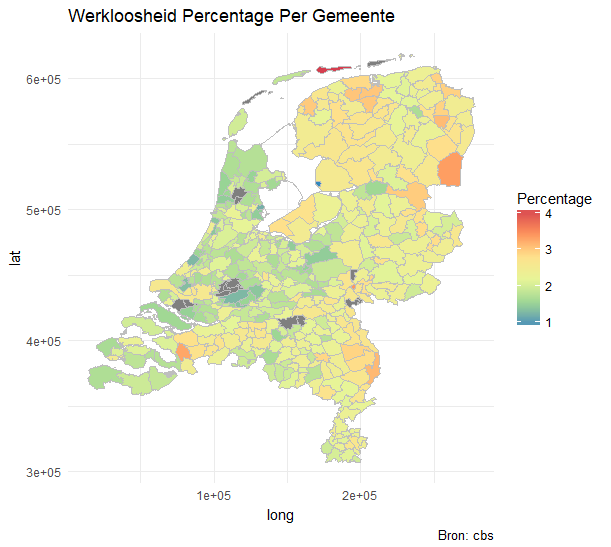 Werkloosheid Percentage Per Gemeente
6e+05
5e+05
4e+05
3e+05
lat
1e+05
2e+05
long
Percentage
4
3
2
1
Bron: cbs